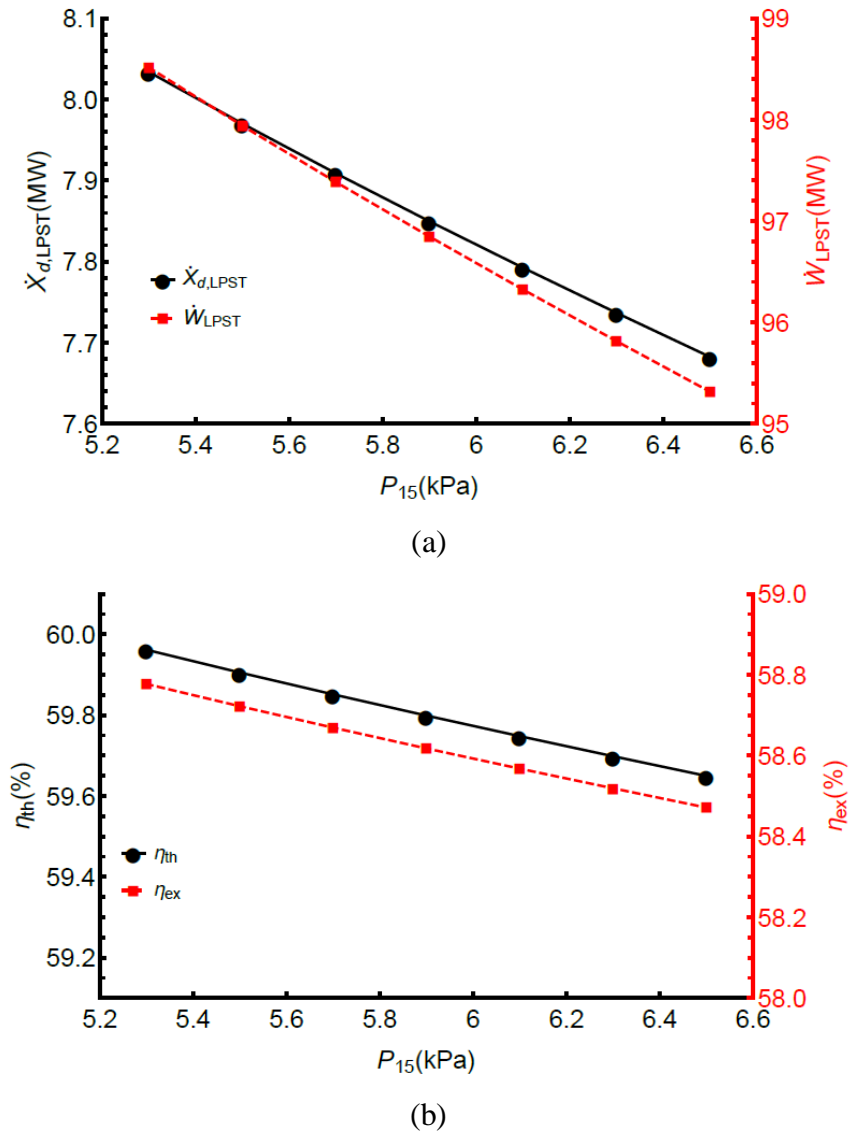 8.1
8.0
7.9
7.8
7.7
7.6
Ẋd,LPST(MW)
99
98
97
96
95
ẆLPST(MW)
Ẋd,LPST
ẆLPST
5.2 5.4 5.6 5.8 6 6.2 6.4 6.6
P15(kPa)
(a)
60.0
59.8
59.6
59.4
59.2
ηth(%)
59.0
58.8
58.6
58.4
58.2
58.0
ηex(%)
ηth
ηex
5.2 5.4 5.6 5.8 6 6.2 6.4 6.6
P15(kPa)
(b)